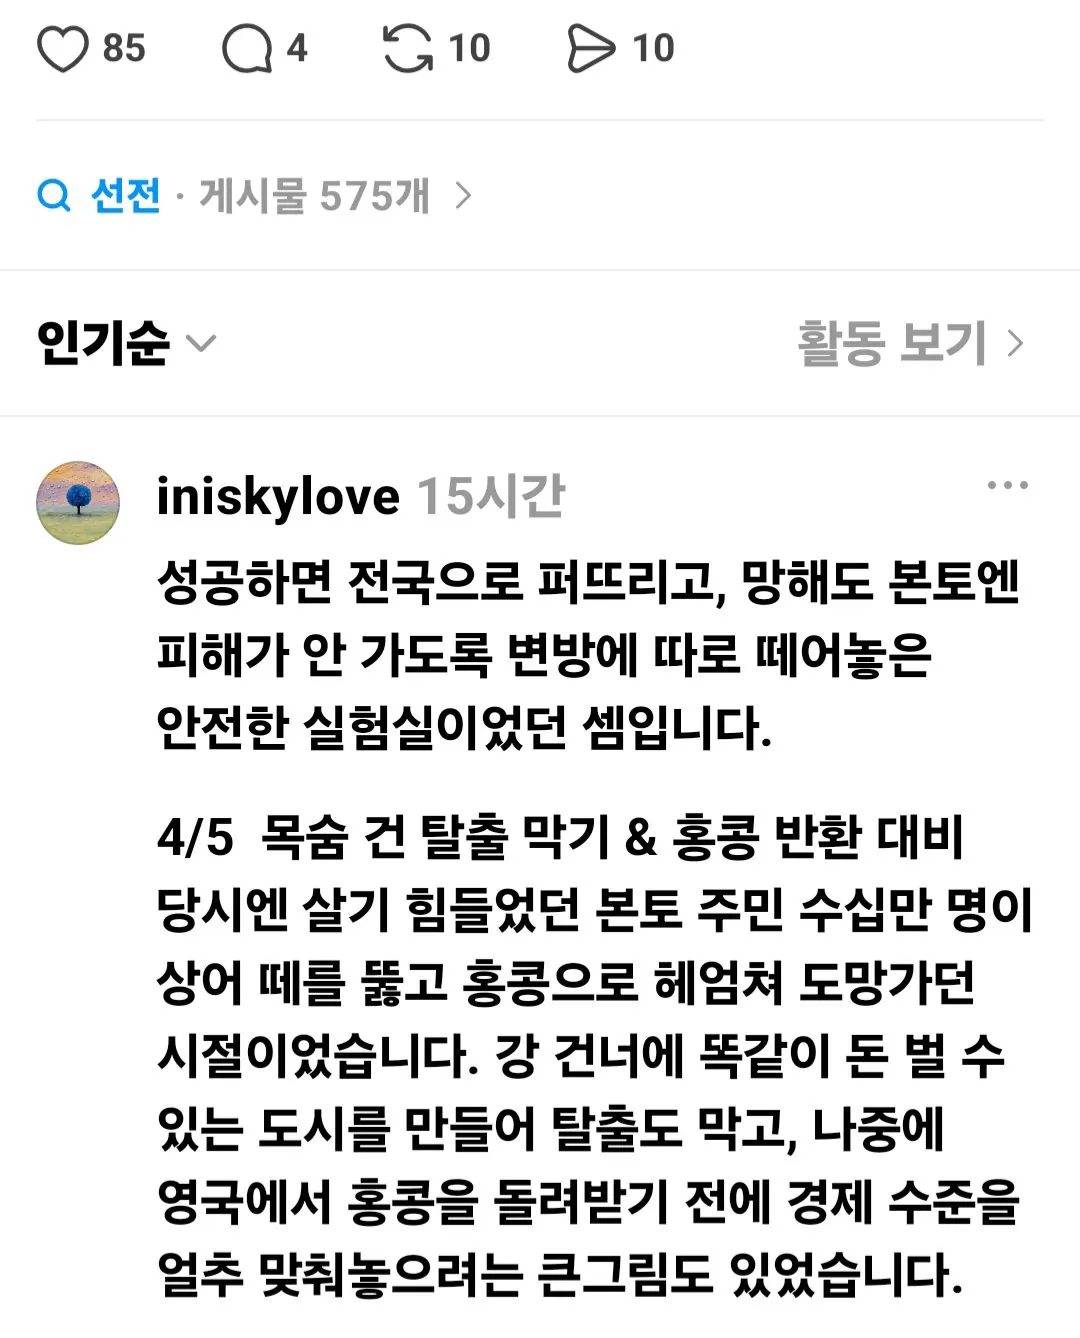 85 4 10 10
선전 · 게시물 575개
인기순 활동 보기
iniskylove 15시간
성공하면 전국으로 퍼뜨리고, 망해도 본토엔
피해가 안 가도록 변방에 따로 떼어놓은
안전한 실험실이었던 셈입니다.
4/5 목숨 건 탈출 막기 & 홍콩 반환 대비
당시엔 살기 힘들었던 본토 주민 수십만 명이
상어 떼를 뚫고 홍콩으로 헤엄쳐 도망가던
시절이었습니다. 강 건너에 똑같이 돈 벌 수
있는 도시를 만들어 탈출도 막고, 나중에
영국에서 홍콩을 돌려받기 전에 경제 수준을
얼추 맞춰놓으려는 큰그림도 있었습니다.